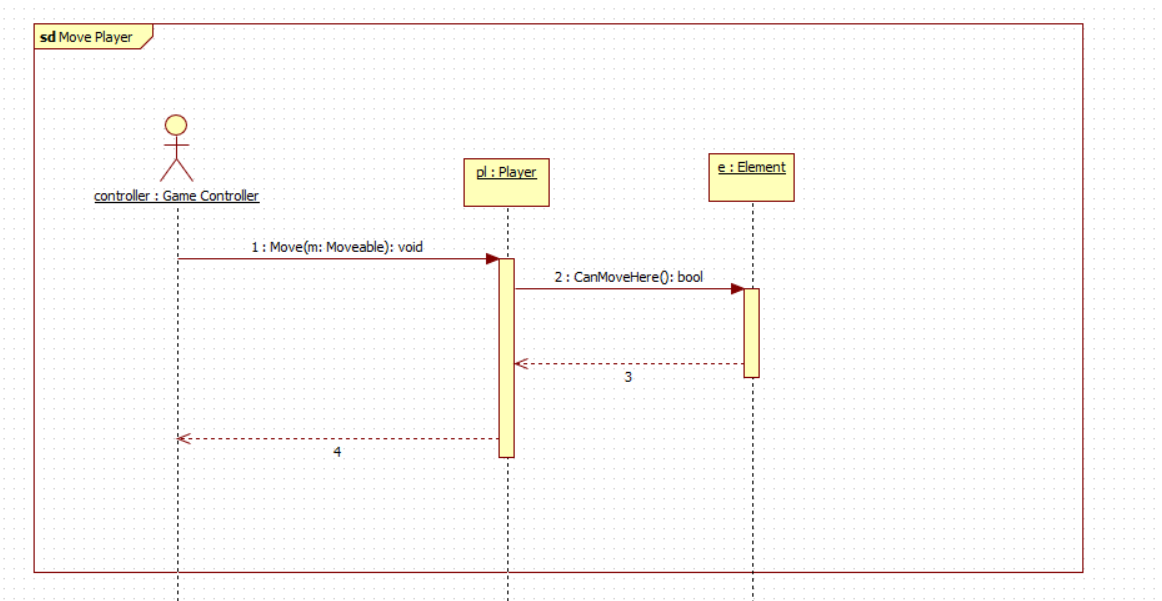 sd Move Player
controller : Game Controller
pl : Player
e : Element
1 : Move(m: Moveable): void
2 : CanMoveHere(): bool
3
4